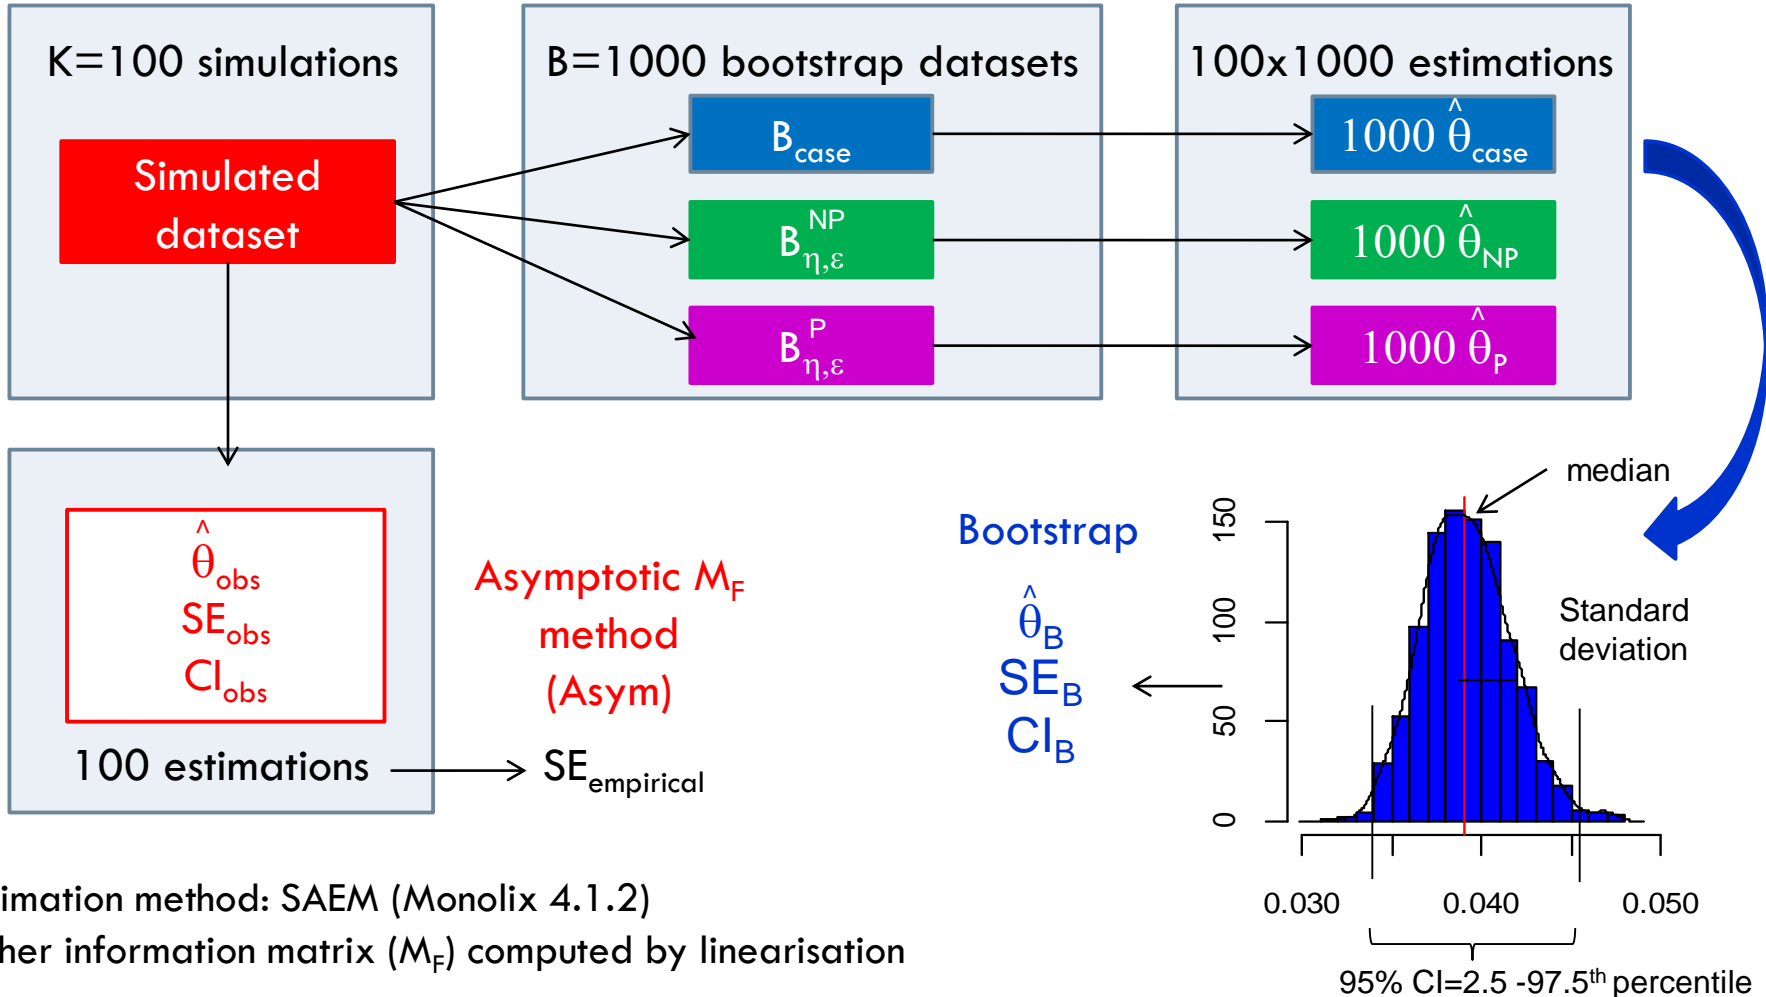 K=100 simulations
Simulated
dataset
B=1000 bootstrap datasets
B_case
B_η,ε^NP
B_η,ε^P
100x1000 estimations
1000 θ̂_case
1000 θ̂_NP
1000 θ̂_P
θ̂_obs
SE_obs
CI_obs
100 estimations
Asymptotic M_F
method
(Asym)
SE_empirical
Bootstrap
θ̂_B
SE_B
CI_B
median
Standard
deviation
150
100
50
0
0.030 0.040 0.050
95% CI=2.5 -97.5th percentile
imation method: SAEM (Monolix 4.1.2)
her information matrix (M_F) computed by linearisation